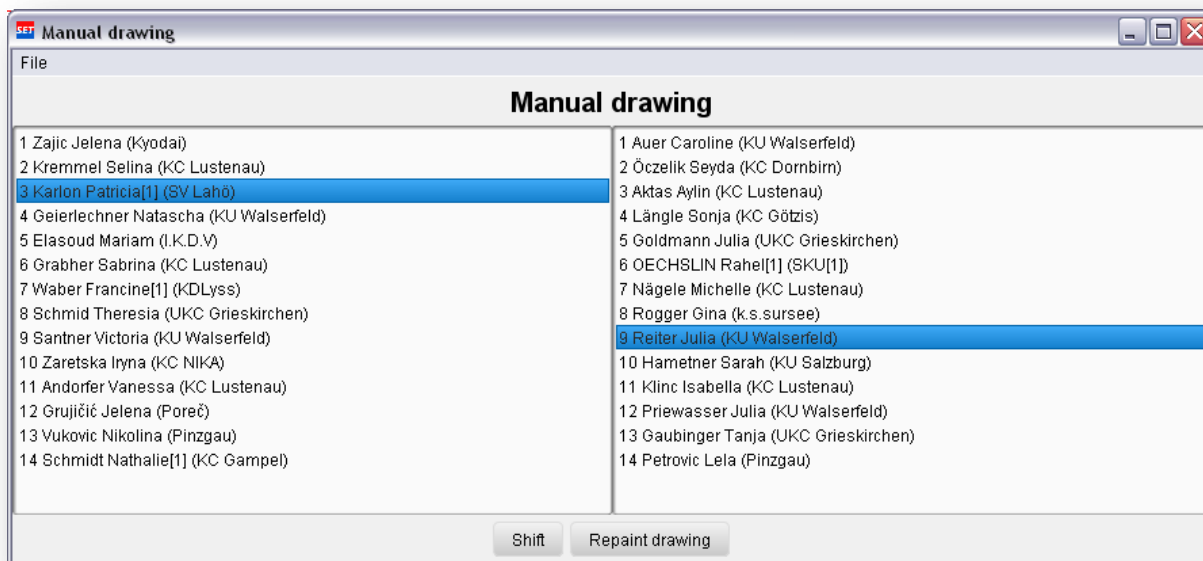 SET Manual drawing
File
Manual drawing
1 Zajic Jelena (Kyodai)
2 Kremmel Selina (KC Lustenau)
3 Karlon Patricia[1] (SV Lahö)
4 Geierlechner Natascha (KU Walserfeld)
5 Elasoud Mariam (I.K.D.V)
6 Grabher Sabrina (KC Lustenau)
7 Waber Francine[1] (KDLyss)
8 Schmid Theresia (UKC Grieskirchen)
9 Santner Victoria (KU Walserfeld)
10 Zaretska Iryna (KC NIKA)
11 Andorfer Vanessa (KC Lustenau)
12 Grujičić Jelena (Poreč)
13 Vukovic Nikolina (Pinzgau)
14 Schmidt Nathalie[1] (KC Gampel)
1 Auer Caroline (KU Walserfeld)
2 Öczelik Seyda (KC Dornbirn)
3 Aktas Aylin (KC Lustenau)
4 Längle Sonja (KC Götzis)
5 Goldmann Julia (UKC Grieskirchen)
6 OECHSLIN Rahel[1] (SKU[1])
7 Nägele Michelle (KC Lustenau)
8 Rogger Gina (k.s.sursee)
9 Reiter Julia (KU Walserfeld)
10 Hametner Sarah (KU Salzburg)
11 Klinc Isabella (KC Lustenau)
12 Priewasser Julia (KU Walserfeld)
13 Gaubinger Tanja (UKC Grieskirchen)
14 Petrovic Lela (Pinzgau)
Shift Repaint drawing